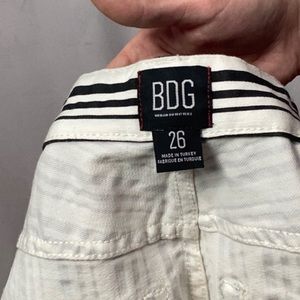 BDG
26
MADE IN TURKEY
FABRIQUÉ EN TURQUIE